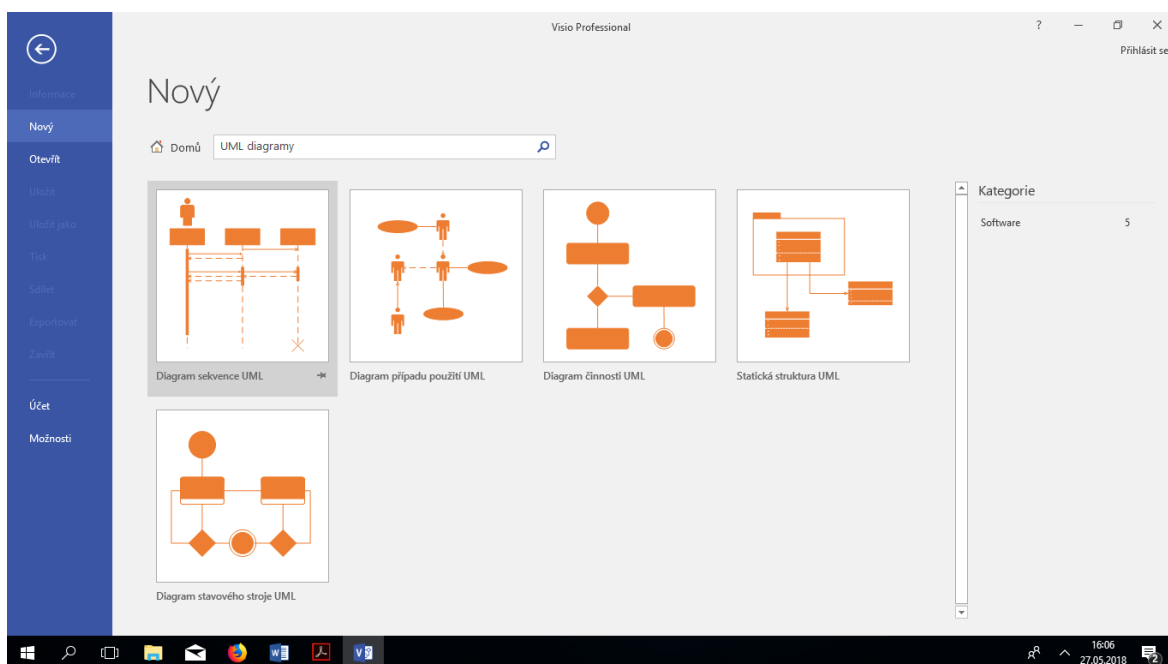 Visio Professional
?
Přihlásit se
Informace
Nový
Otevřít
Uložit
Uložit jako
Tisk
Sdílet
Exportovat
Zavřít
Účet
Možnosti
Nový
Domů
UML diagramy
Diagram sekvence UML
Diagram případu použití UML
Diagram činnosti UML
Statická struktura UML
Diagram stavového stroje UML
Kategorie
Software 5
16:06
27.05.2018
2